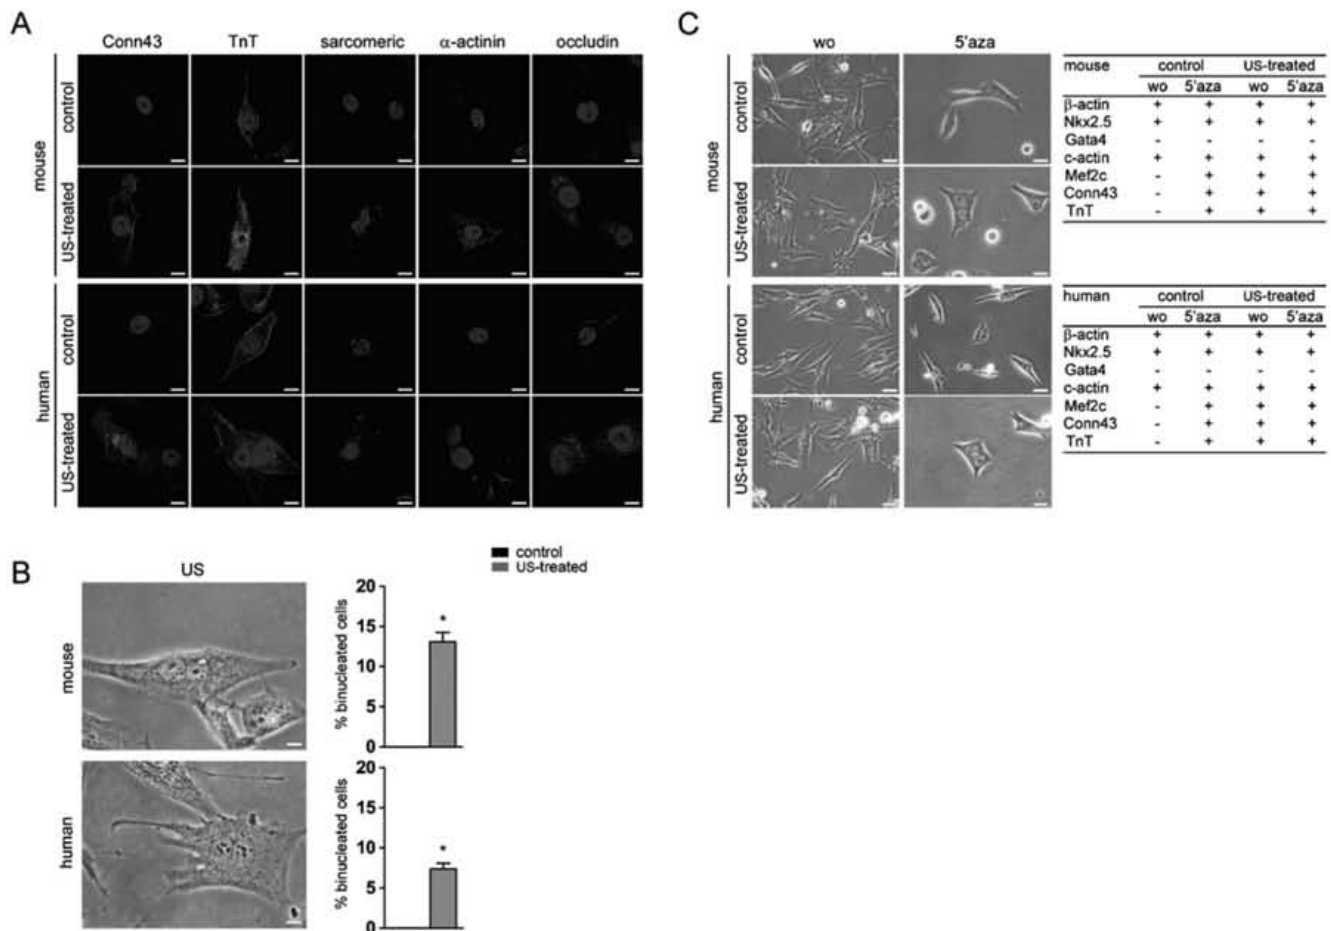 A
Conn43 TnT sarcomeric α-actinin occludin
mouse
control
US-treated
human
control
US-treated
B
US
control
US-treated
mouse
% binucleated cells
20
15
10
5
0
*
human
% binucleated cells
20
15
10
5
0
*
C
wo 5'aza
mouse
control
US-treated
human
control
US-treated
mouse control US-treated
wo 5'aza wo 5'aza
β-actin + + + +
Nkx2.5 + + + +
Gata4 - - - -
c-actin + + + +
Mef2c - + + +
Conn43 - + + +
TnT - + + +
human control US-treated
wo 5'aza wo 5'aza
β-actin + + + +
Nkx2.5 + + + +
Gata4 - - - -
c-actin + + + +
Mef2c - + + +
Conn43 - + + +
TnT - + + +